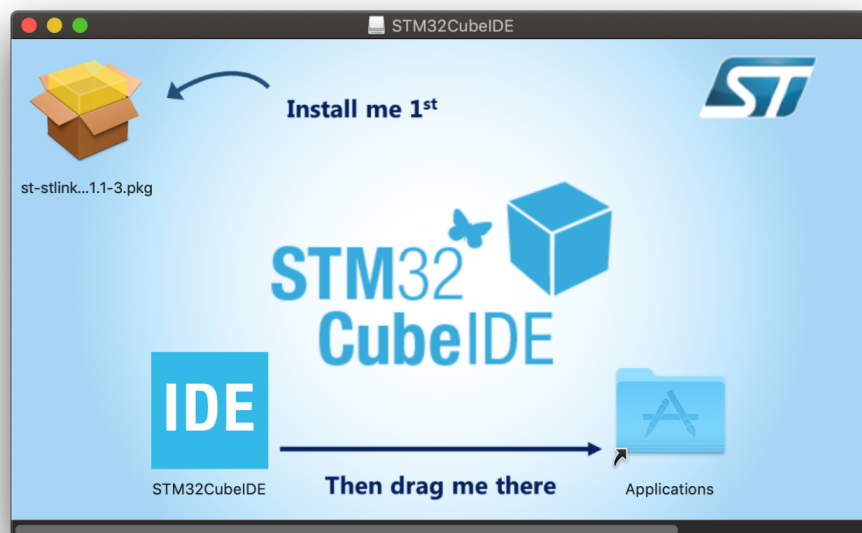 STM32CubeIDE
Install me 1st
ST
st-stlink...1.1-3.pkg
STM32
CubeIDE
IDE
STM32CubeIDE
Then drag me there
Applications